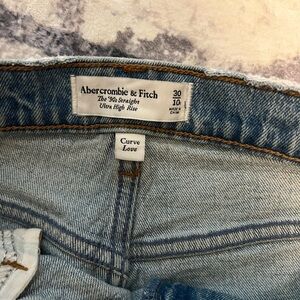 Abercrombie & Fitch
The '90s Straight
Ultra High Rise
30
10
Curve
Love